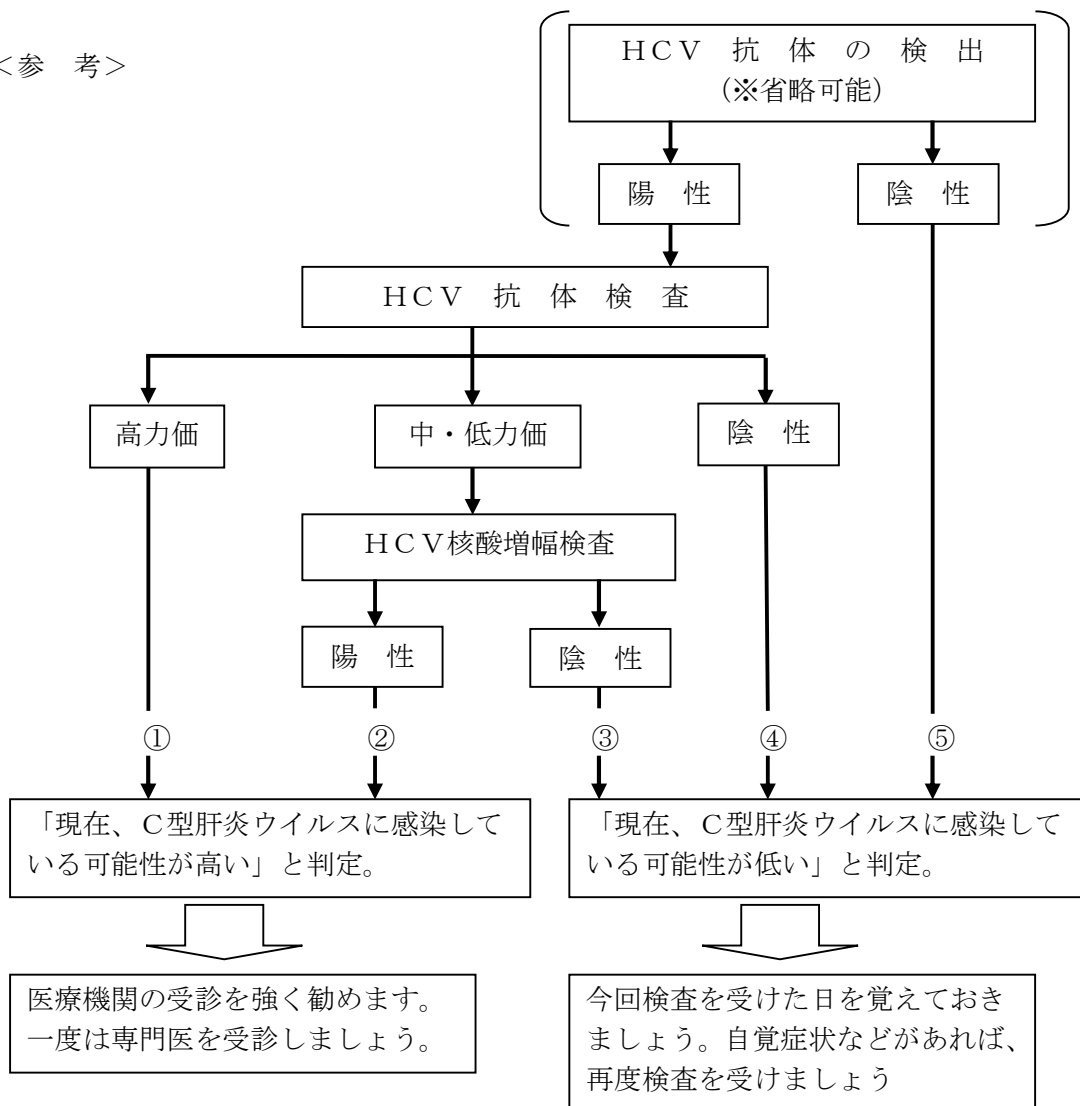 ＜参　考＞
ＨＣＶ　抗　体　の　検　出
（※省略可能）
陽　性
陰　性
ＨＣＶ　抗　体　検　査
高力価
中・低力価
陰　性
ＨＣＶ核酸増幅検査
陽　性
陰　性
①
②
③
④
⑤
「現在、Ｃ型肝炎ウイルスに感染して
いる可能性が高い」と判定。
「現在、Ｃ型肝炎ウイルスに感染して
いる可能性が低い」と判定。
医療機関の受診を強く勧めます。
一度は専門医を受診しましょう。
今回検査を受けた日を覚えておき
ましょう。自覚症状などがあれば、
再度検査を受けましょう